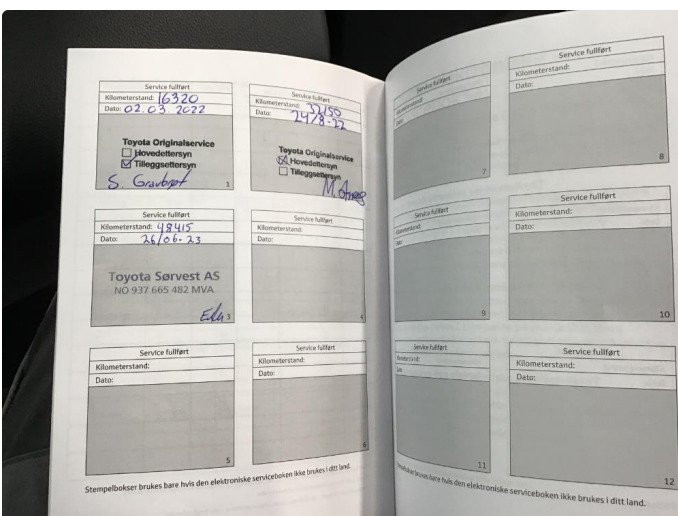 Service fullført
Kilometerstand: 16320
Dato: 02.03.2022
Toyota Originalservice
Hovedettersyn
Tilleggsettersyn
1
Service fullført
Kilometerstand: 32150
Dato: 24/8-22
Toyota Originalservice
Hovedettersyn
Tilleggsettersyn
Service fullført
Kilometerstand: 48415
Dato: 26/06-23
Toyota Sørvest AS
NO 937 665 482 MVA
3
Service fullført
Kilometerstand:
Dato:
4
Service fullført
Kilometerstand:
Dato:
5
Service fullført
Kilometerstand:
Dato:
6
Stempelbokser brukes bare hvis den elektroniske serviceboken ikke brukes i ditt land.
Service fullført
Kilometerstand:
Dato:
7
Service fullført
Kilometerstand:
Dato:
8
Service fullført
Kilometerstand:
Dato:
9
Service fullført
Kilometerstand:
Dato:
10
Service fullført
Kilometerstand:
Dato:
11
Service fullført
Kilometerstand:
Dato:
12
Stempelbokser brukes bare hvis den elektroniske serviceboken ikke brukes i ditt land.